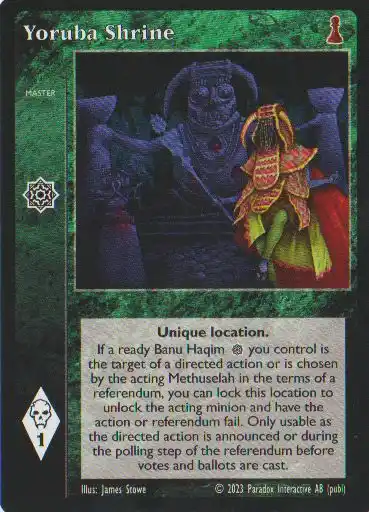 Yoruba Shrine
MASTER
Unique location.
If a ready Banu Haqim you control is
the target of a directed action or is chosen
by the acting Methuselah in the terms of a
referendum, you can lock this location to
unlock the acting minion and have the
action or referendum fail. Only usable as
the directed action is announced or during
the polling step of the referendum before
votes and ballots are cast.
1
Illus: James Stowe © 2023 Paradox Interactive AB (publ)